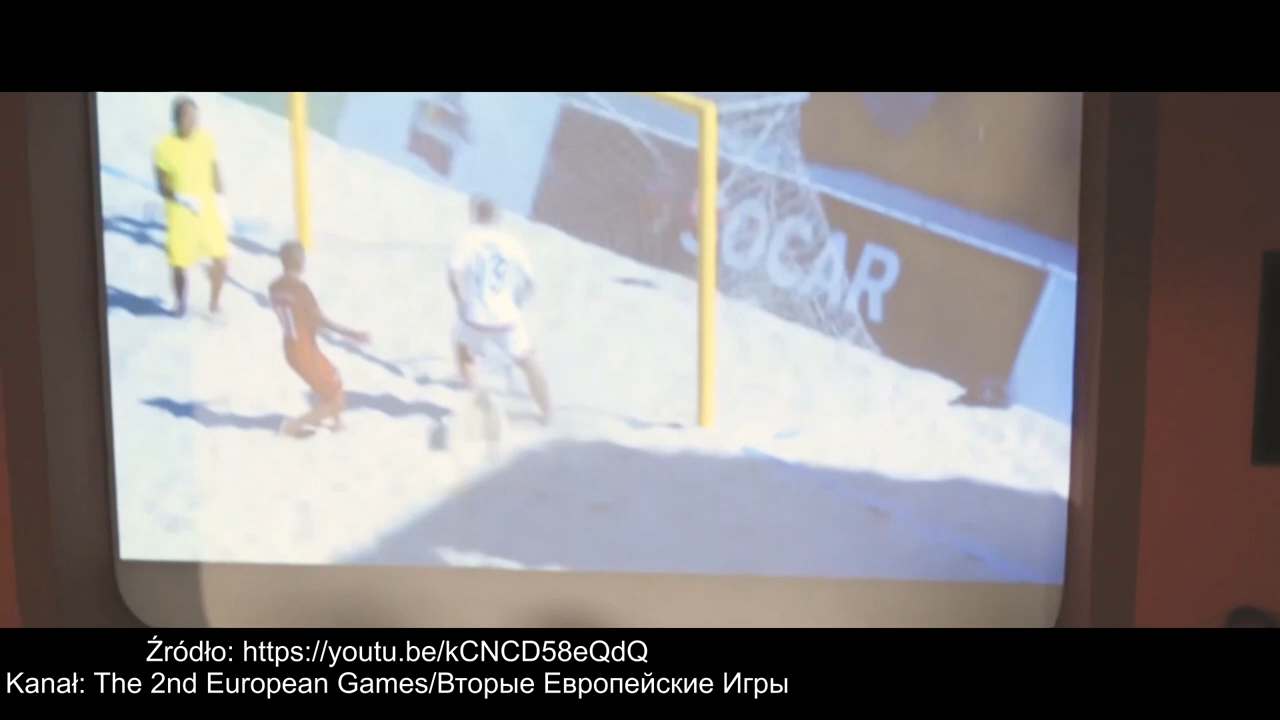 SOCAR
Źródło: https://youtu.be/kCNCD58eQdQ
Kanał: The 2nd European Games/Вторые Европейские Игры